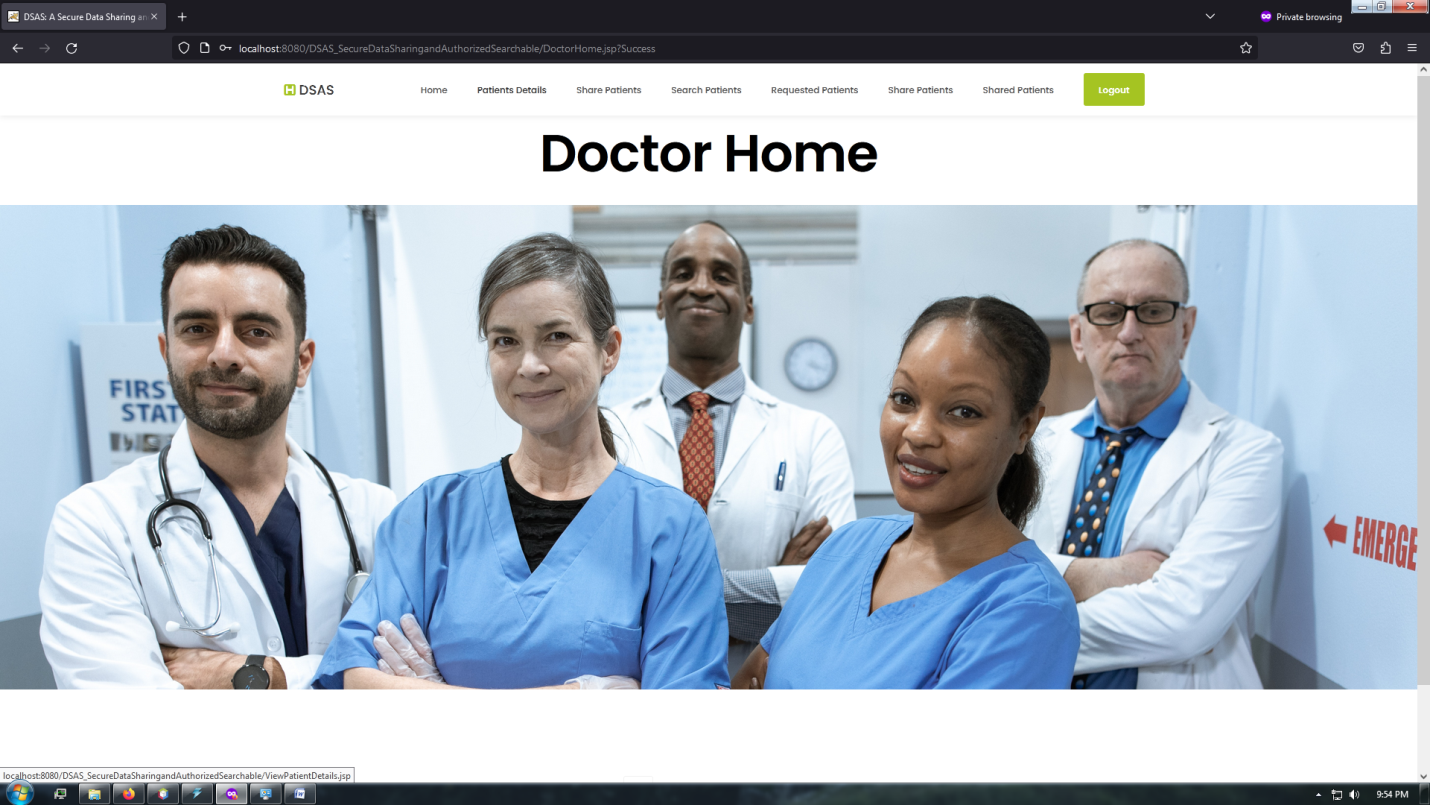 DSAS: A Secure Data Sharing an
Private browsing
localhost:8080/DSAS_SecureDataSharingandAuthorizedSearchable/DoctorHome.jsp?Success
DSAS
Home
Patients Details
Share Patients
Search Patients
Requested Patients
Share Patients
Shared Patients
Logout
Doctor Home
FIRS
STAT
EMERGE
localhost:8080/DSAS_SecureDataSharingandAuthorizedSearchable/ViewPatientDetails.jsp
9:54 PM